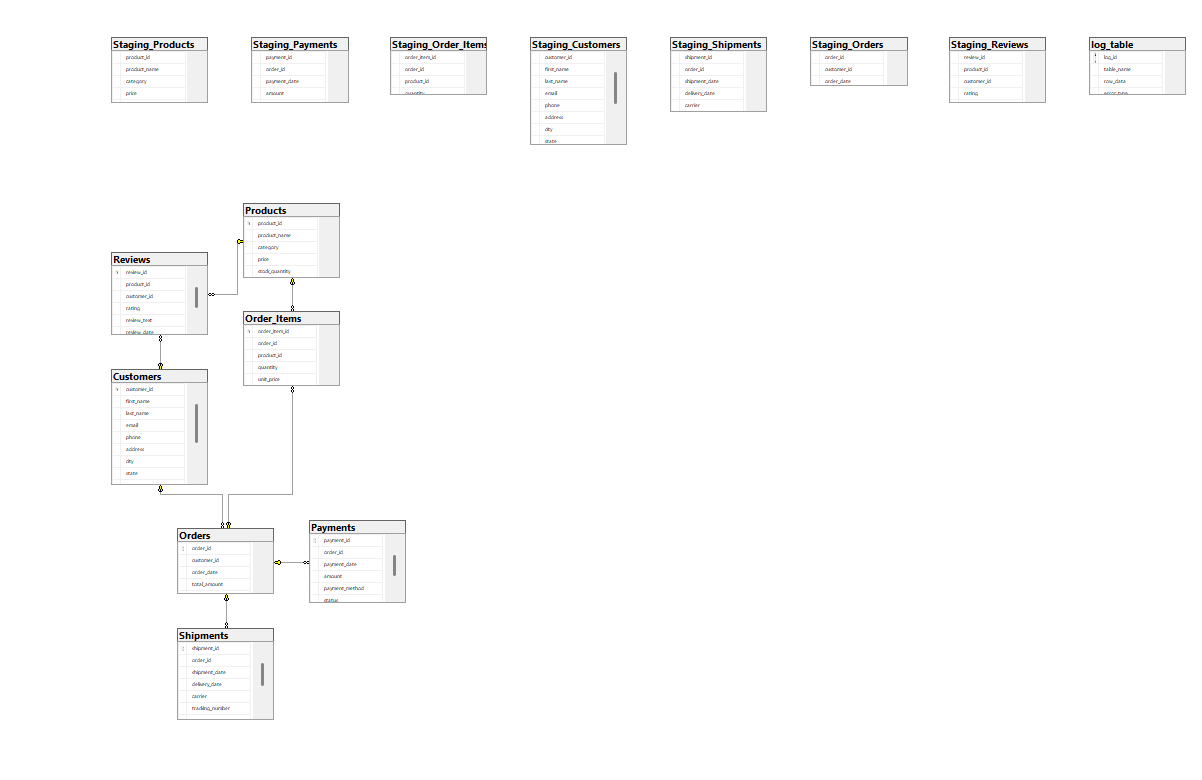 Staging_Products
product_id
product_name
category
price
Staging_Payments
payment_id
order_id
payment_date
amount
Staging_Order_Items
order_item_id
order_id
product_id
quantity
Staging_Customers
customer_id
first_name
last_name
email
phone
address
city
state
Staging_Shipments
shipment_id
order_id
shipment_date
delivery_date
carrier
Staging_Orders
order_id
customer_id
order_date
Staging_Reviews
review_id
product_id
customer_id
rating
log_table
log_id
table_name
row_data
error_type
Products
product_id
product_name
category
price
stock_quantity
Reviews
review_id
product_id
customer_id
rating
review_text
review_date
Order_Items
order_item_id
order_id
product_id
quantity
unit_price
Customers
customer_id
first_name
last_name
email
phone
address
city
state
Orders
order_id
customer_id
order_date
total_amount
Payments
payment_id
order_id
payment_date
amount
payment_method
status
Shipments
shipment_id
order_id
shipment_date
delivery_date
carrier
tracking_number